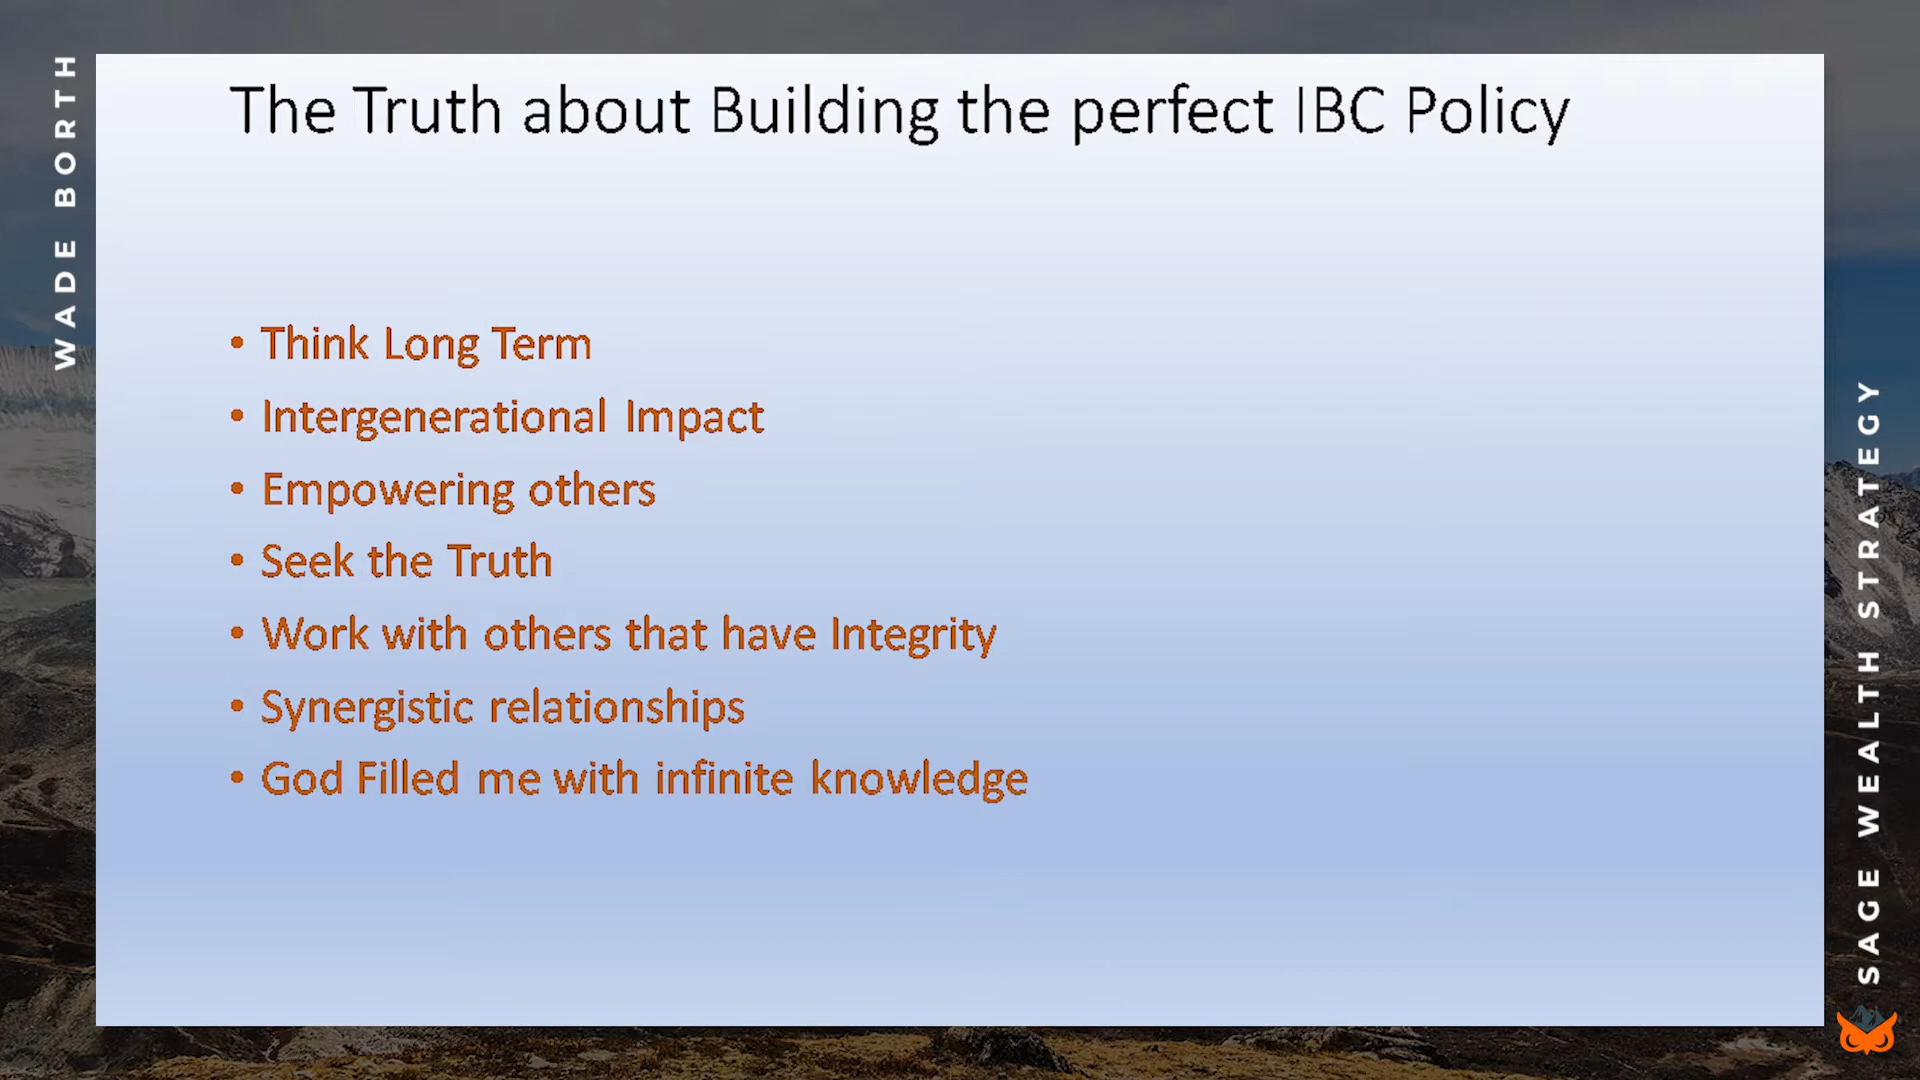 WADE BORTH
The Truth about Building the perfect IBC Policy
• Think Long Term
• Intergenerational Impact
• Empowering others
• Seek the Truth
• Work with others that have Integrity
• Synergistic relationships
• God Filled me with infinite knowledge
SAGE WEALTH STRATEGY